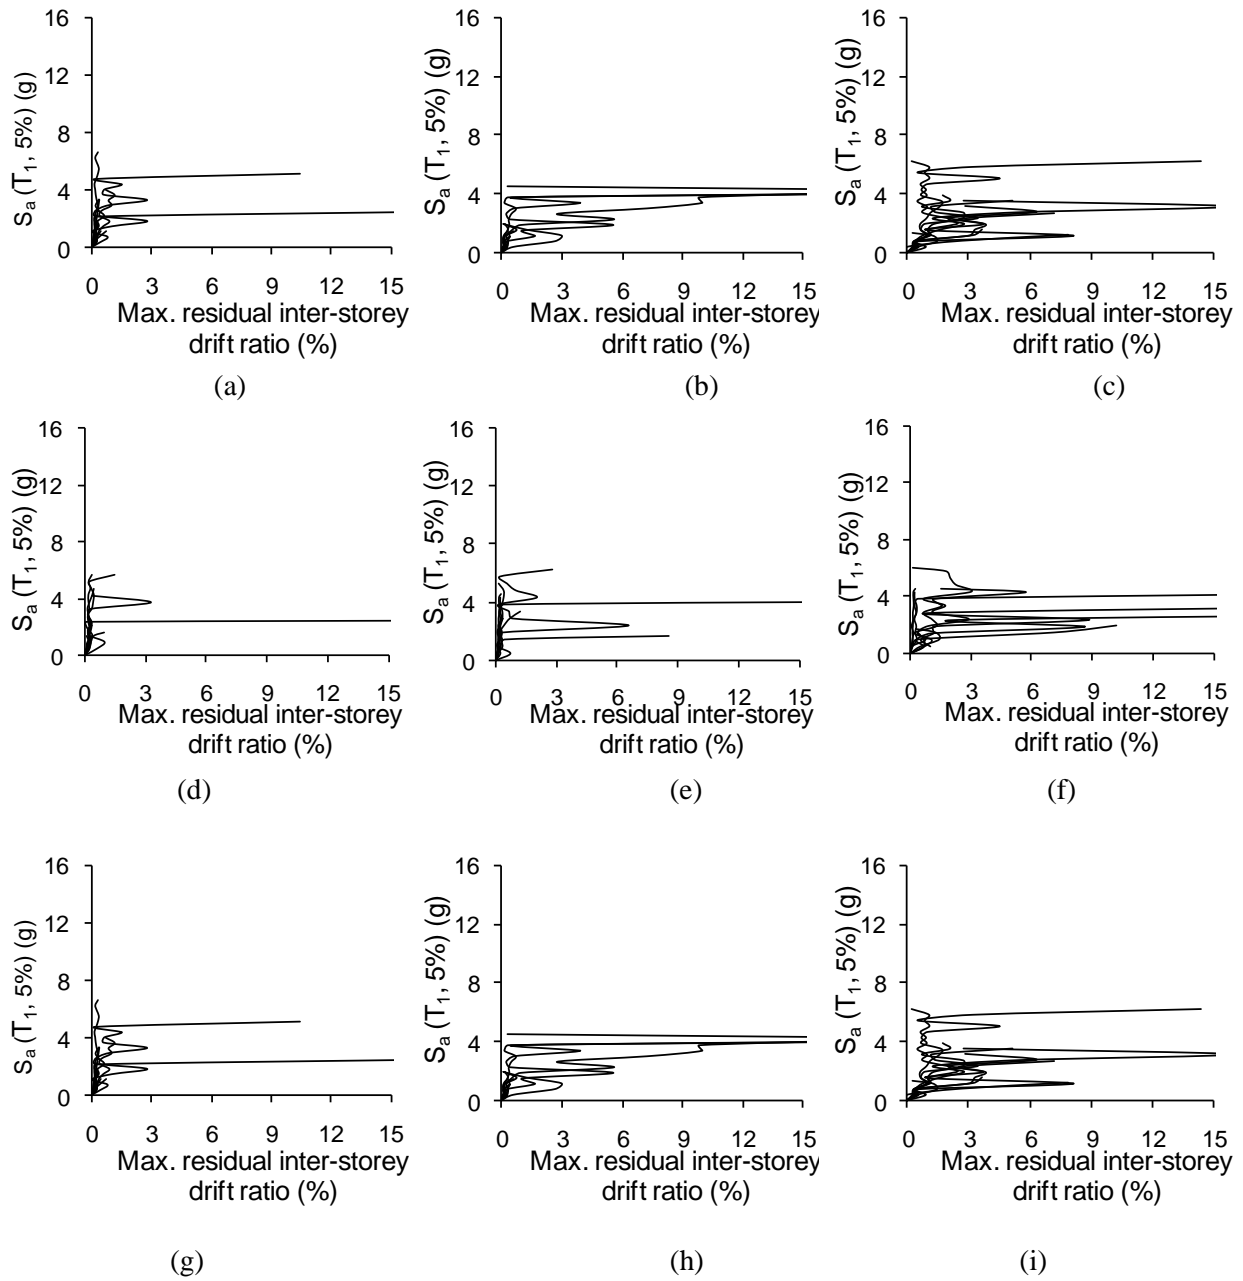 16
12
8
4
0
Sa (T1, 5%) (g)
0 3 6 9 12 15
Max. residual inter-storey
drift ratio (%)
(a)
16
12
8
4
0
Sa (T1, 5%) (g)
0 3 6 9 12 15
Max. residual inter-storey
drift ratio (%)
(b)
16
12
8
4
0
Sa (T1, 5%) (g)
0 3 6 9 12 15
Max. residual inter-storey
drift ratio (%)
(c)
16
12
8
4
0
Sa (T1, 5%) (g)
0 3 6 9 12 15
Max. residual inter-storey
drift ratio (%)
(d)
16
12
8
4
0
Sa (T1, 5%) (g)
0 3 6 9 12 15
Max. residual inter-storey
drift ratio (%)
(e)
16
12
8
4
0
Sa (T1, 5%) (g)
0 3 6 9 12 15
Max. residual inter-storey
drift ratio (%)
(f)
16
12
8
4
0
Sa (T1, 5%) (g)
0 3 6 9 12 15
Max. residual inter-storey
drift ratio (%)
(g)
16
12
8
4
0
Sa (T1, 5%) (g)
0 3 6 9 12 15
Max. residual inter-storey
drift ratio (%)
(h)
16
12
8
4
0
Sa (T1, 5%) (g)
0 3 6 9 12 15
Max. residual inter-storey
drift ratio (%)
(i)